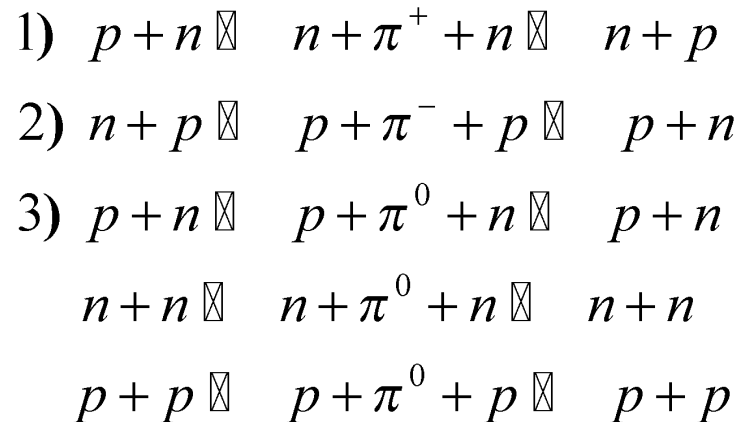 1) p + n  n + π⁺ + n  n + p
2) n + p  p + π⁻ + p  p + n
3) p + n  p + π⁰ + n  p + n
n + n  n + π⁰ + n  n + n
p + p  p + π⁰ + p  p + p